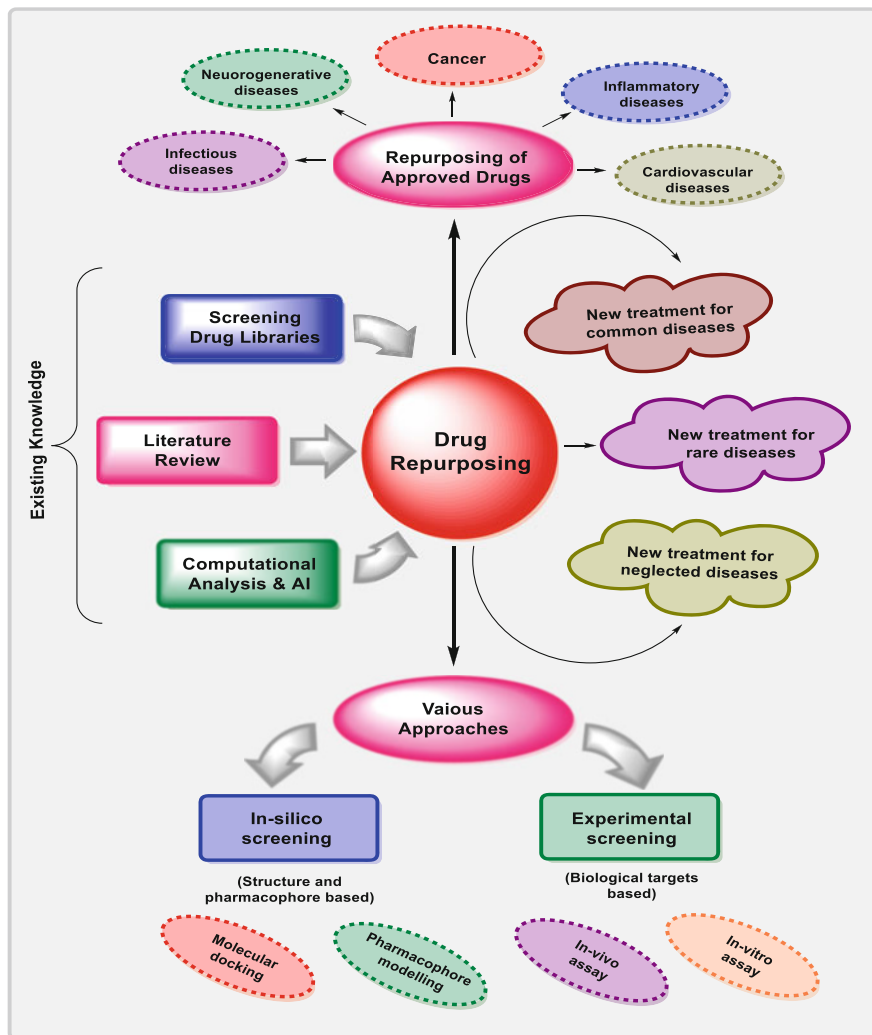 Cancer
Neuorogenerative
diseases
Inflammatory
diseases
Infectious
diseases
Repurposing of
Approved Drugs
Cardiovascular
diseases
Existing Knowledge
Screening
Drug Libraries
New treatment for
common diseases
Literature
Review
Drug
Repurposing
New treatment for
rare diseases
Computational
Analysis & AI
New treatment for
neglected diseases
Vaious
Approaches
In-silico
screening
(Structure and
pharmacophore based)
Experimental
screening
(Biological targets
based)
Molecular
docking
Pharmacophore
modelling
In-vivo
assay
In-vitro
assay